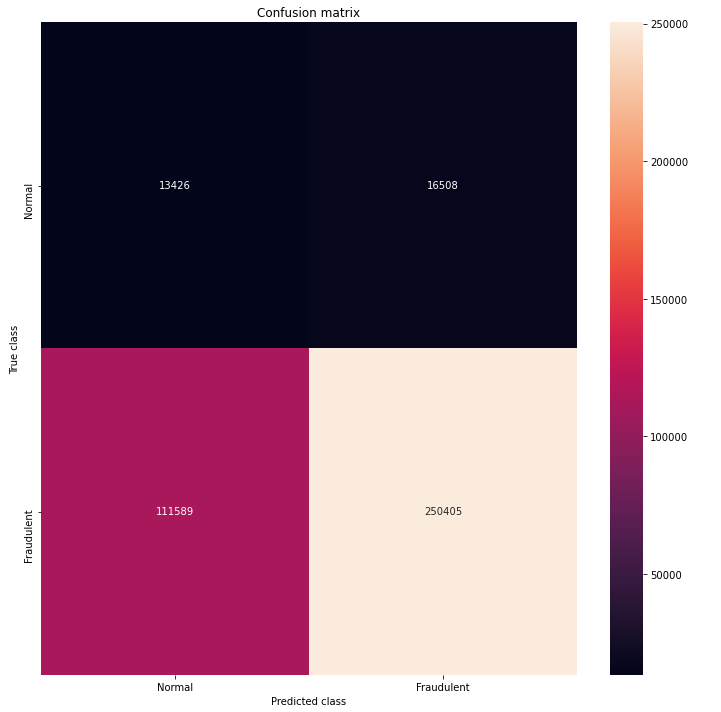 Confusion matrix
Normal
Fraudulent
True class
13426
16508
111589
250405
Normal
Fraudulent
Predicted class
250000
200000
150000
100000
50000